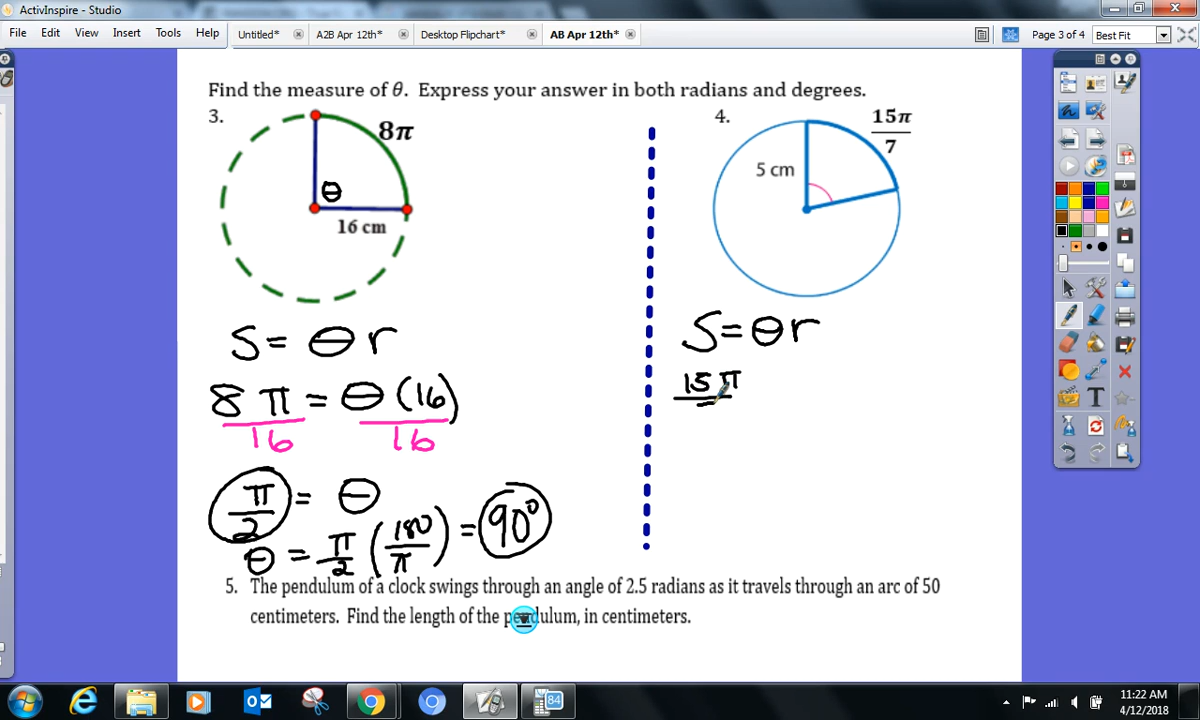 ActivInspire - Studio
File Edit View Insert Tools Help
Untitled* A2B Apr 12th* Desktop Flipchart* AB Apr 12th*
Page 3 of 4 Best Fit
Find the measure of θ. Express your answer in both radians and degrees.
3.
8π
θ
16 cm
S = θ r
8 π = θ (16)
16 16
π/2 = θ
θ = π/2 (180/π) = 90°
4.
15π/7
5 cm
S = θ r
15 π
5. The pendulum of a clock swings through an angle of 2.5 radians as it travels through an arc of 50
centimeters. Find the length of the pendulum, in centimeters.
84
11:22 AM
4/12/2018